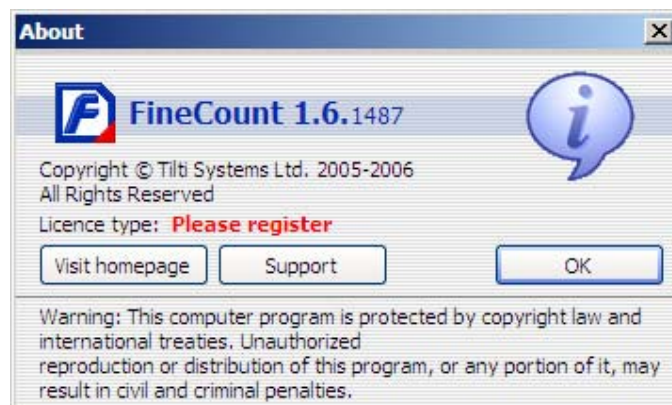 About
FineCount 1.6.1487
Copyright © Tilti Systems Ltd. 2005-2006
All Rights Reserved
Licence type: Please register
Visit homepage Support OK
Warning: This computer program is protected by copyright law and
international treaties. Unauthorized
reproduction or distribution of this program, or any portion of it, may
result in civil and criminal penalties.